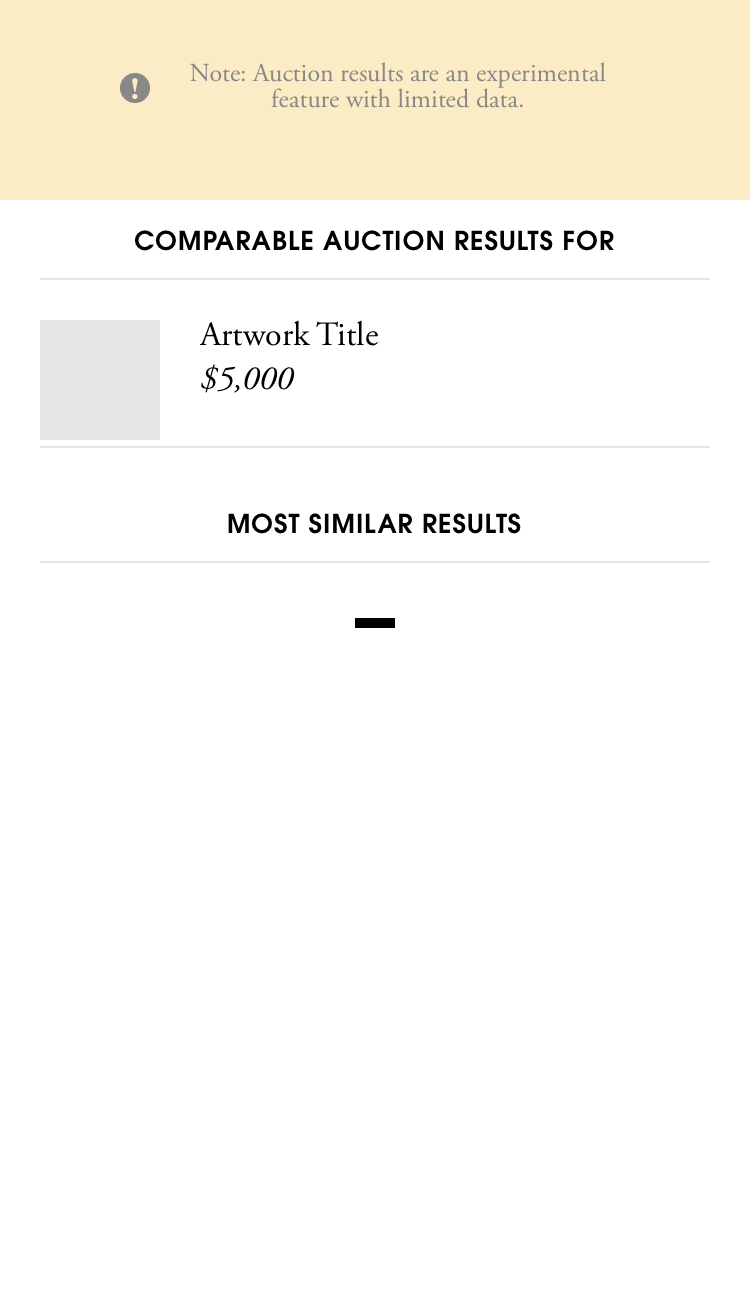 Note: Auction results are an experimental
feature with limited data.
COMPARABLE AUCTION RESULTS FOR
Artwork Title
$5,000
MOST SIMILAR RESULTS